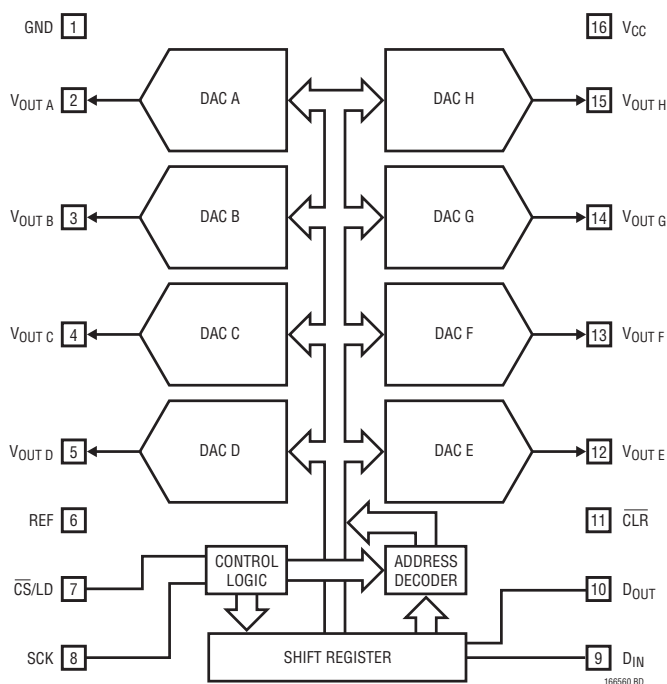 GND 1 16 VCC
VOUT A 2 DAC A DAC H 15 VOUT H
VOUT B 3 DAC B DAC G 14 VOUT G
VOUT C 4 DAC C DAC F 13 VOUT F
VOUT D 5 DAC D DAC E 12 VOUT E
REF 6 11 C̅L̅R̅
C̅S̅/LD 7 CONTROL LOGIC ADDRESS DECODER 10 DOUT
SCK 8 SHIFT REGISTER 9 DIN
166560 BD